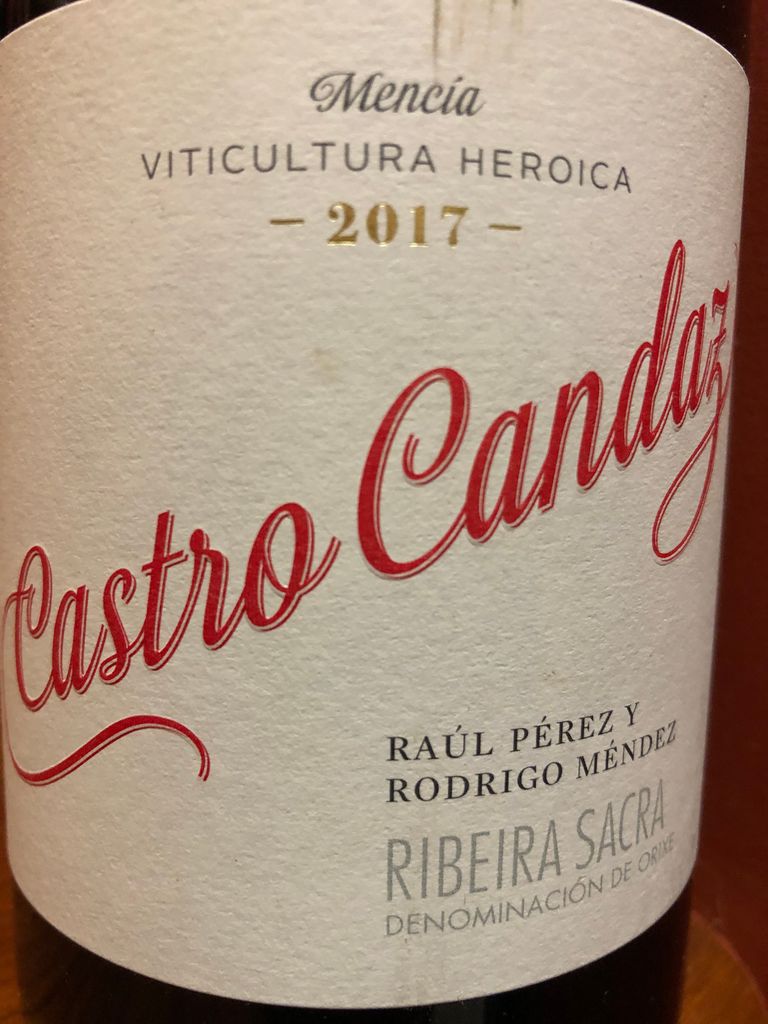 Mencía
VITICULTURA HEROICA
– 2017 –
Castro Candaz
RAÚL PÉREZ Y
RODRIGO MÉNDEZ
RIBEIRA SACRA
DENOMINACIÓN DE ORIXE